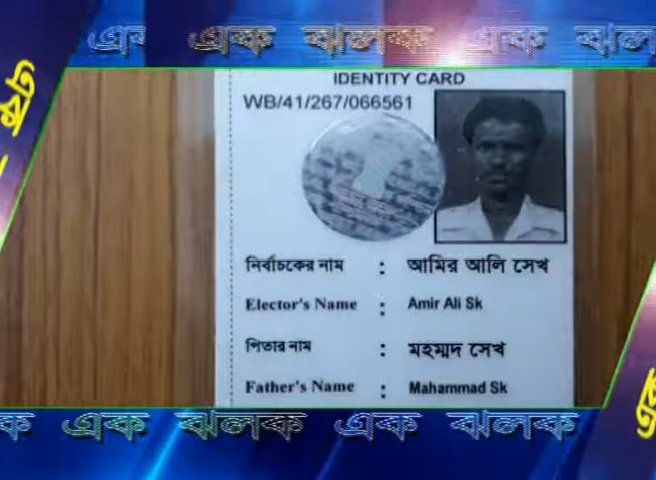 এক ঝলক এক ঝলক
এক
IDENTITY CARD
WB/41/267/066561
নির্বাচকের নাম : আমির আলি সেখ
Elector's Name : Amir Ali Sk
পিতার নাম : মহম্মদ সেখ
Father's Name : Mahammad Sk
এক ঝলক এক ঝলক